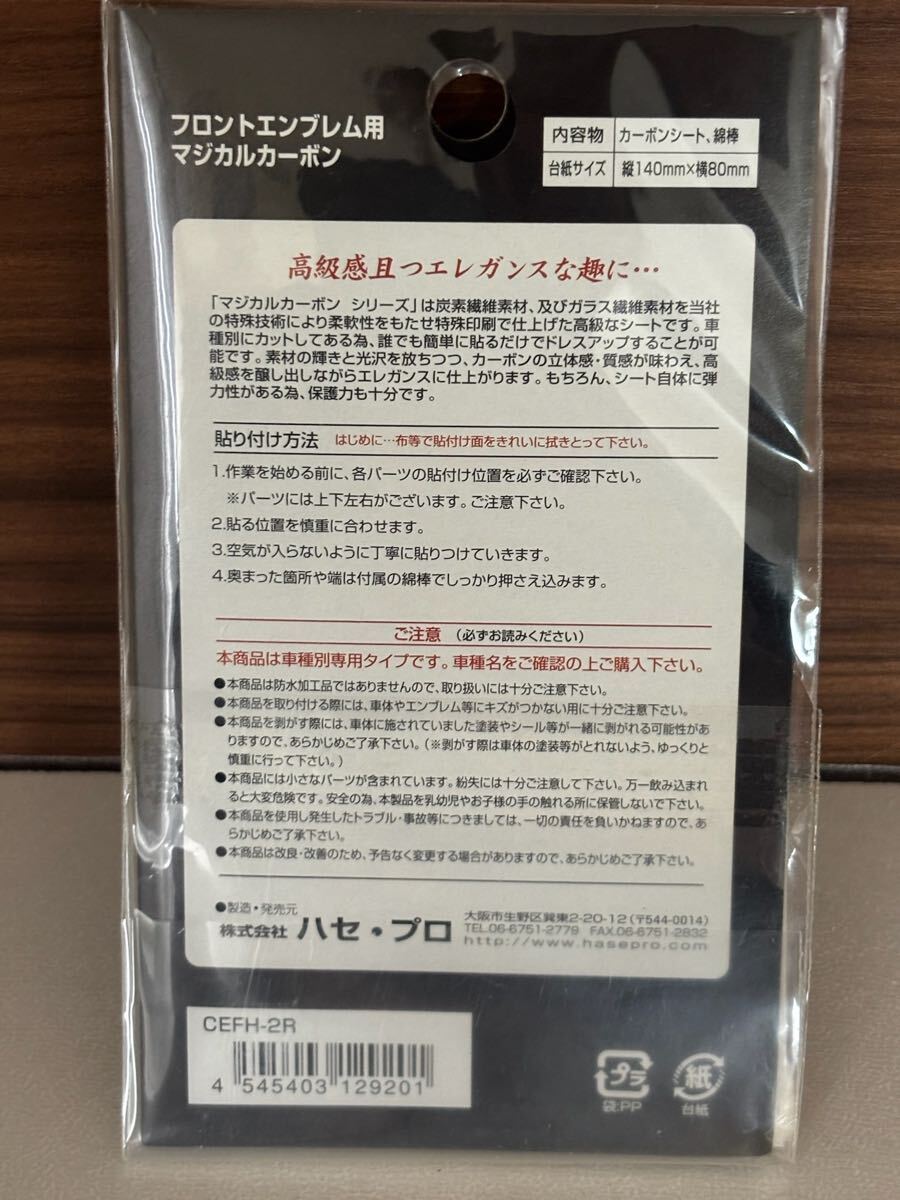 フロントエンブレム用
マジカルカーボン
内容物 カーボンシート、綿棒
台紙サイズ 縦140mm×横80mm
高級感且つエレガンスな趣に…
「マジカルカーボン シリーズ」は炭素繊維素材、及びガラス繊維素材を当社
の特殊技術により柔軟性をもたせ特殊印刷で仕上げた高級なシートです。車
種別にカットしてある為、誰でも簡単に貼るだけでドレスアップすることが可
能です。素材の輝きと光沢を放ちつつ、カーボンの立体感・質感が味わえ、高
級感を醸し出しながらエレガンスに仕上がります。もちろん、シート自体に弾
力性がある為、保護力も十分です。
貼り付け方法 はじめに…布等で貼付け面をきれいに拭きとって下さい。
1.作業を始める前に、各パーツの貼付け位置を必ずご確認下さい。
※パーツには上下左右がございます。ご注意下さい。
2.貼る位置を慎重に合わせます。
3.空気が入らないように丁寧に貼りつけていきます。
4.奥まった箇所や端は付属の綿棒でしっかり押さえ込みます。
ご注意 (必ずお読みください)
本商品は車種別専用タイプです。車種名をご確認の上ご購入下さい。
●本商品は防水加工品ではありませんので、取り扱いには十分ご注意下さい。
●本商品を取り付ける際には、車体やエンブレム等にキズがつかない用に十分ご注意下さい。
●本商品を剥がす際には、車体に施されていました塗装やシール等が一緒に剥がれる可能性があ
りますので、あらかじめご了承下さい。(※剥がす際は車体の塗装等がとれないよう、ゆっくりと
慎重に行って下さい。)
●本商品には小さなパーツが含まれています。紛失には十分ご注意して下さい。万一飲み込まれ
ると大変危険です。安全の為、本製品を乳幼児やお子様の手の触れる所に保管しないで下さい。
●本商品を使用し発生したトラブル・事故等につきましては、一切の責任を負いかねますので、あ
らかじめご了承下さい。
●本商品は改良・改善のため、予告なく変更する場合がありますので、あらかじめご了承下さい。
●製造・発売元
株式会社 ハセ・プロ
大阪市生野区巽東2-20-12(〒544-0014)
TEL.06-6751-2779 FAX.06-6751-2832
http://www.hasepro.com
CEFH-2R
4 545403 129201
プラ
袋:PP
紙
台紙